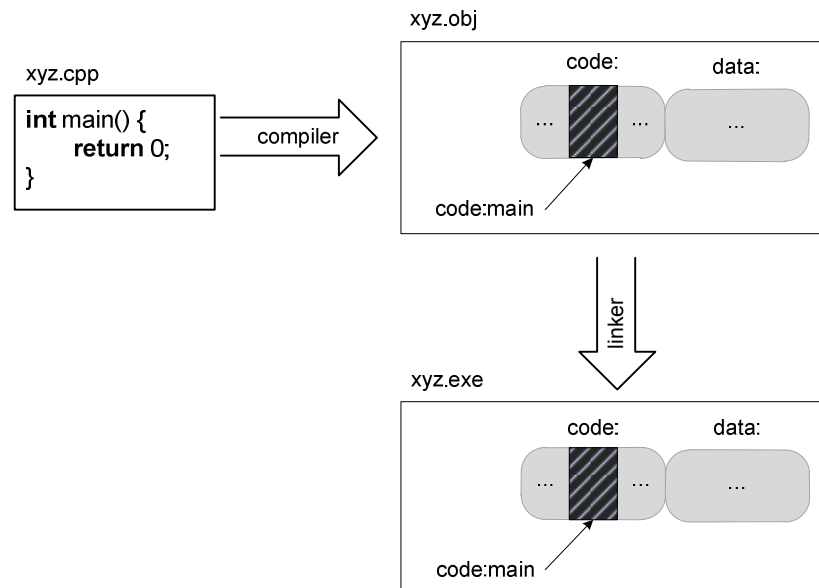 xyz.cpp
int main() {
return 0;
}
compiler
xyz.obj
code:
data:
...
...
...
code:main
linker
xyz.exe
code:
data:
...
...
...
code:main